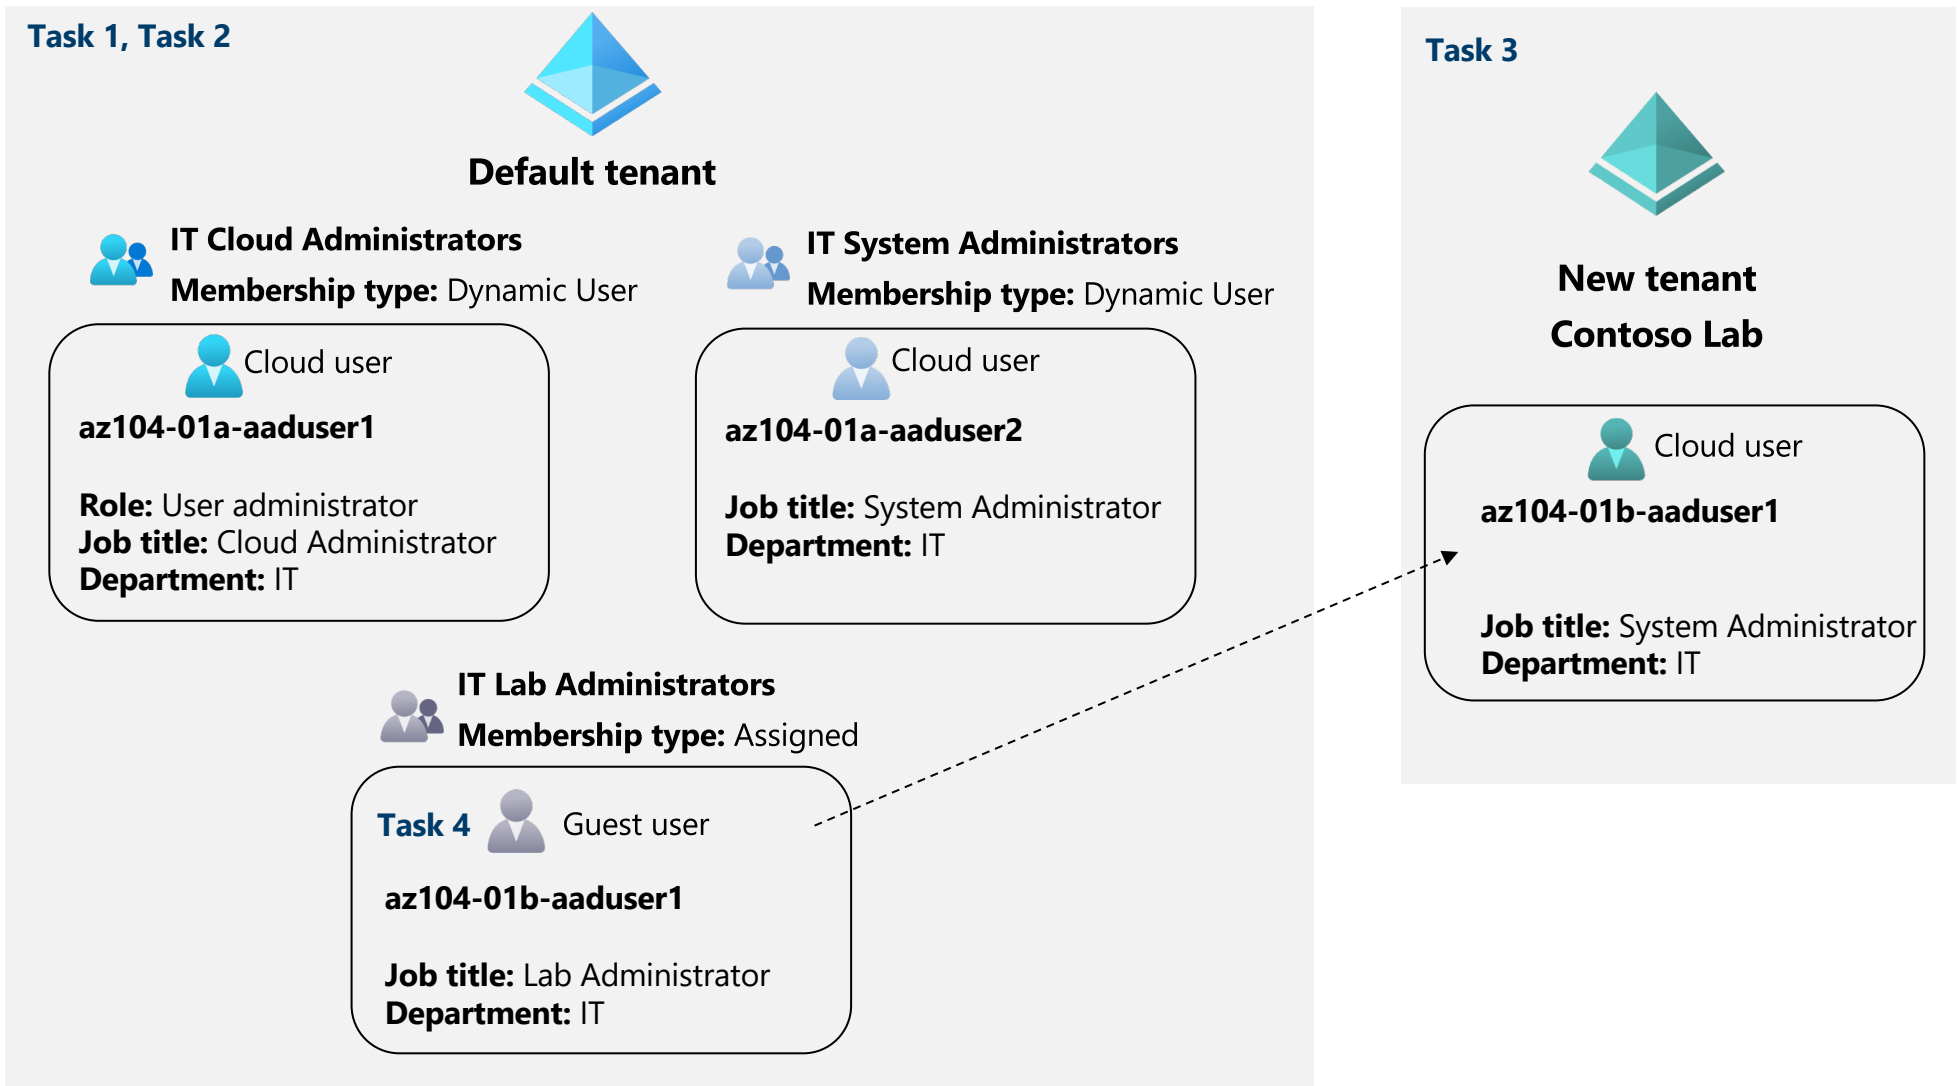 Task 1, Task 2
Default tenant
IT Cloud Administrators
Membership type: Dynamic User
Cloud user
az104-01a-aaduser1
Role: User administrator
Job title: Cloud Administrator
Department: IT
IT System Administrators
Membership type: Dynamic User
Cloud user
az104-01a-aaduser2
Job title: System Administrator
Department: IT
IT Lab Administrators
Membership type: Assigned
Task 4 Guest user
az104-01b-aaduser1
Job title: Lab Administrator
Department: IT
Task 3
New tenant
Contoso Lab
Cloud user
az104-01b-aaduser1
Job title: System Administrator
Department: IT